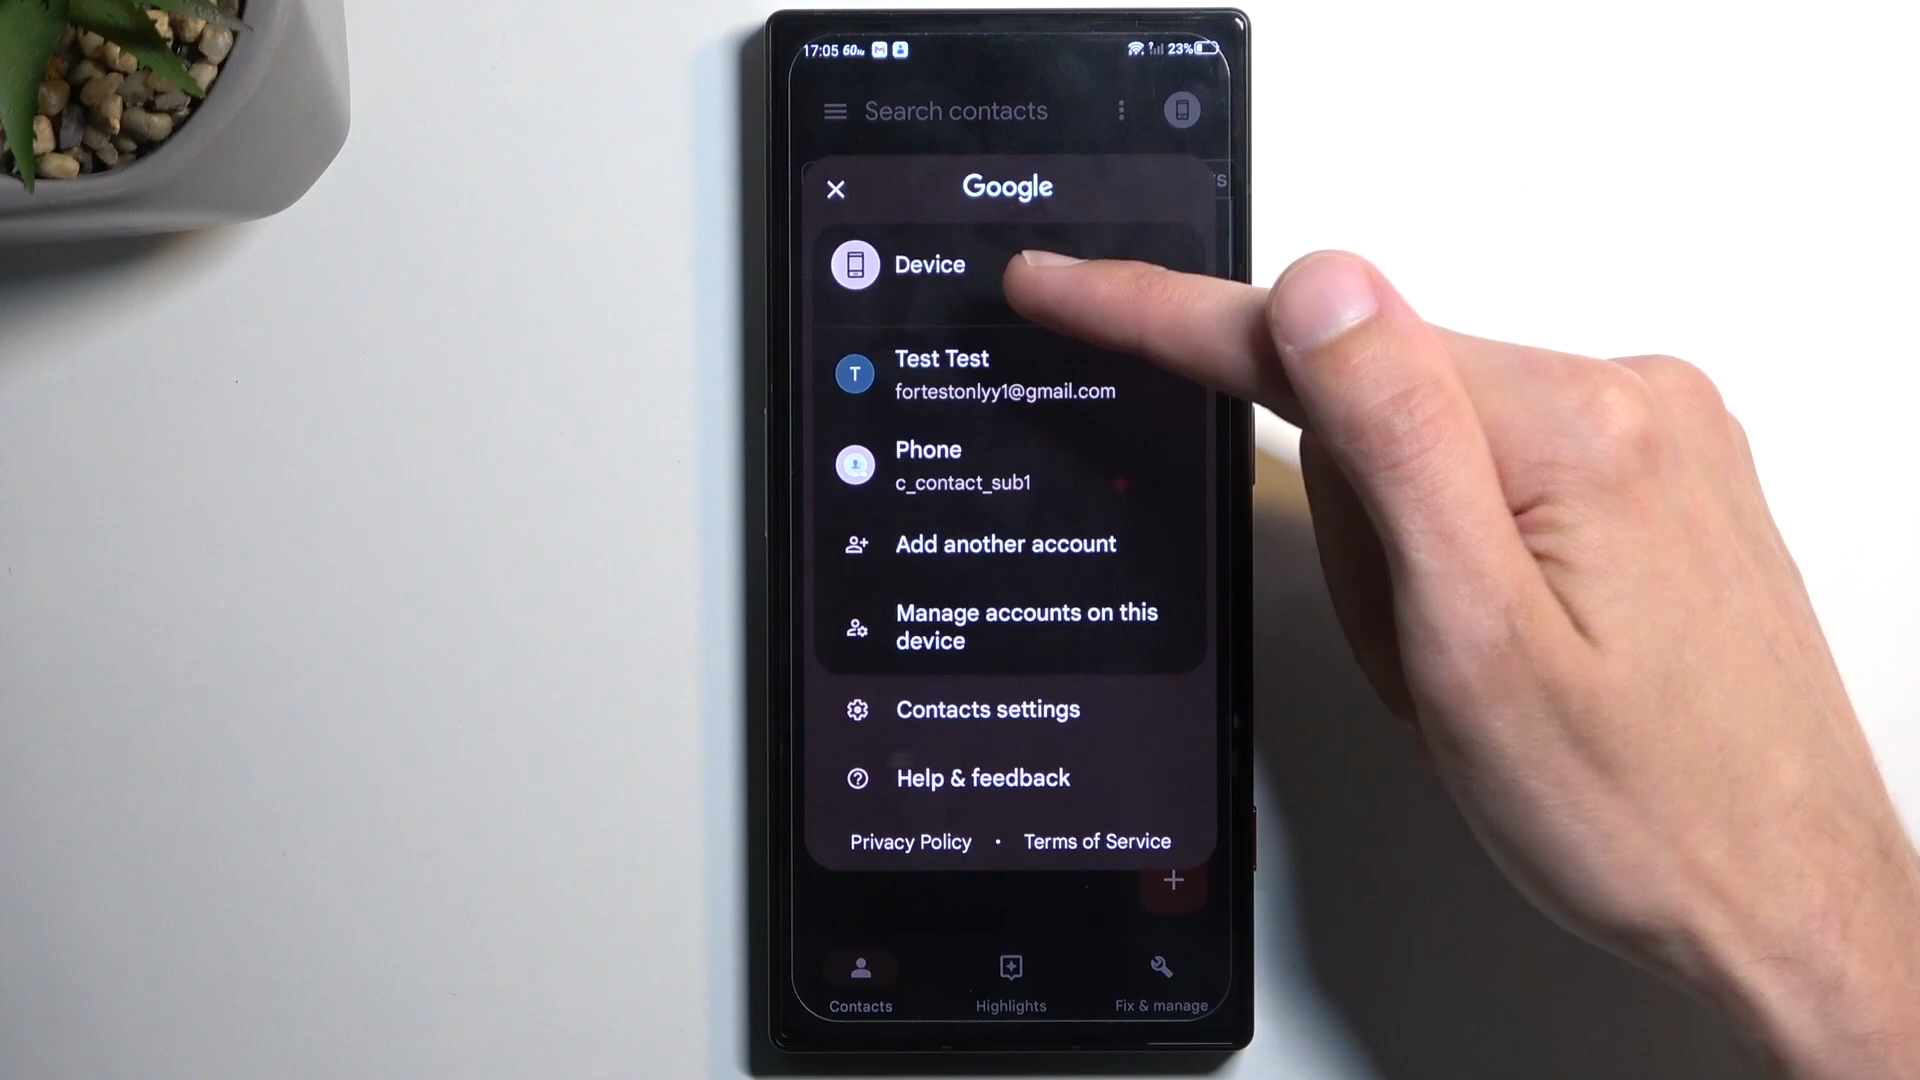 17:05 60Hz 23%
Search contacts
s
Google
Device
T
Test Test
fortestonlyy1@gmail.com
Phone
c_contact_sub1
Add another account
Manage accounts on this
device
Contacts settings
Help & feedback
Privacy Policy • Terms of Service
Contacts Highlights Fix & manage